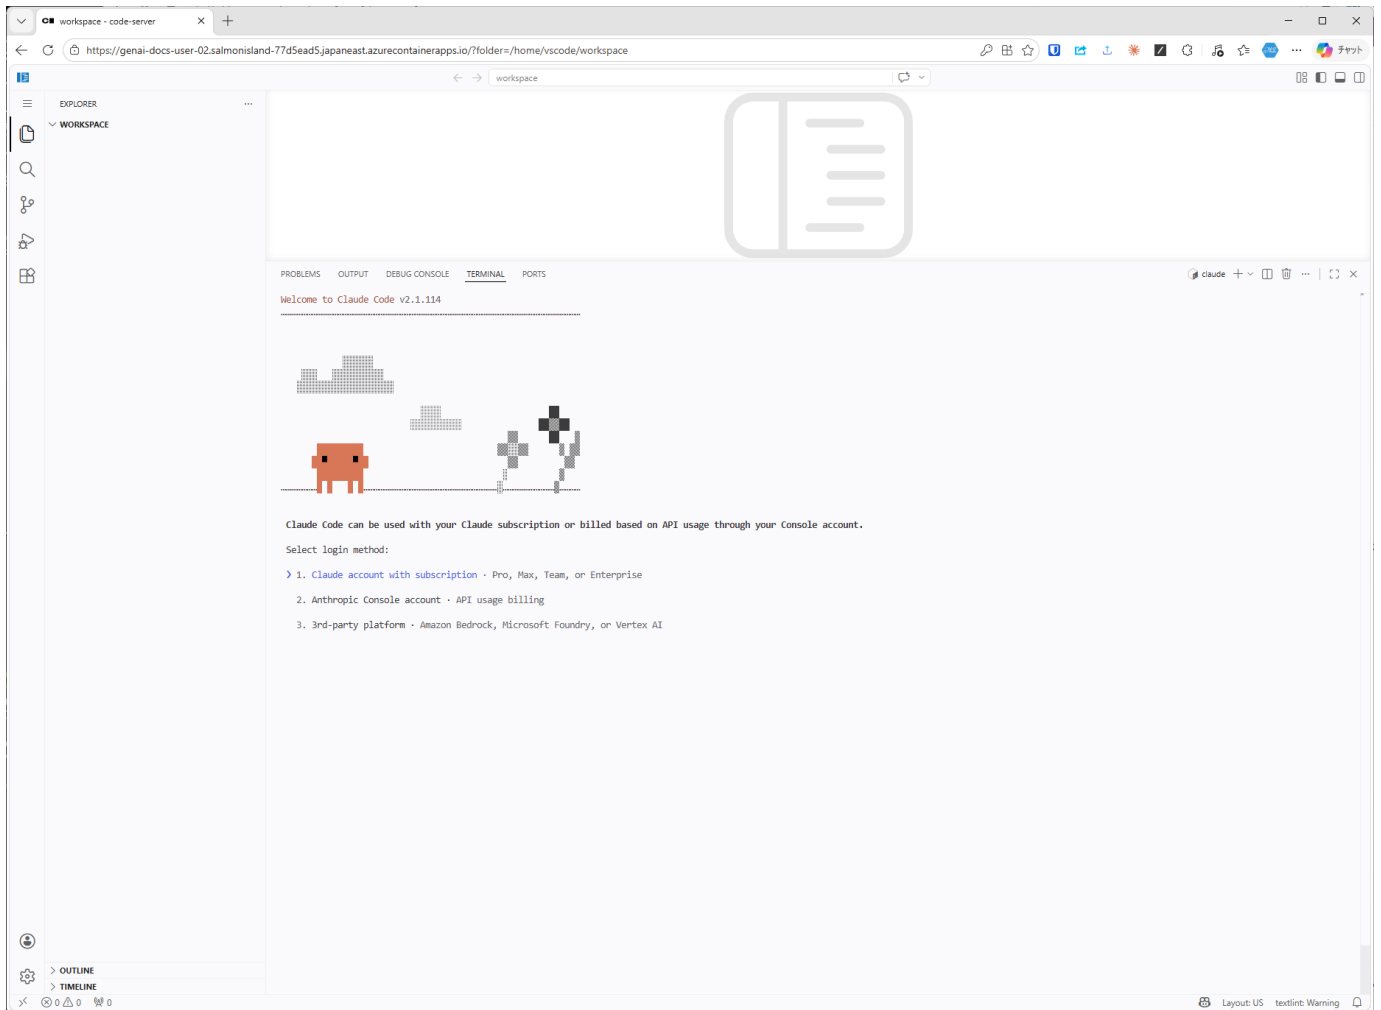 workspace - code-server
https://genai-docs-user-02.salmonisland-77d5ead5.japaneast.azurecontainerapps.io/?folder=/home/vscode/workspace
チャット
workspace
EXPLORER
WORKSPACE
PROBLEMS OUTPUT DEBUG CONSOLE TERMINAL PORTS
claude
Welcome to Claude Code v2.1.114
Claude Code can be used with your Claude subscription or billed based on API usage through your Console account.
Select login method:
❯ 1. Claude account with subscription · Pro, Max, Team, or Enterprise
2. Anthropic Console account · API usage billing
3. 3rd-party platform · Amazon Bedrock, Microsoft Foundry, or Vertex AI
OUTLINE
TIMELINE
0 0 0
Layout: US textlint: Warning